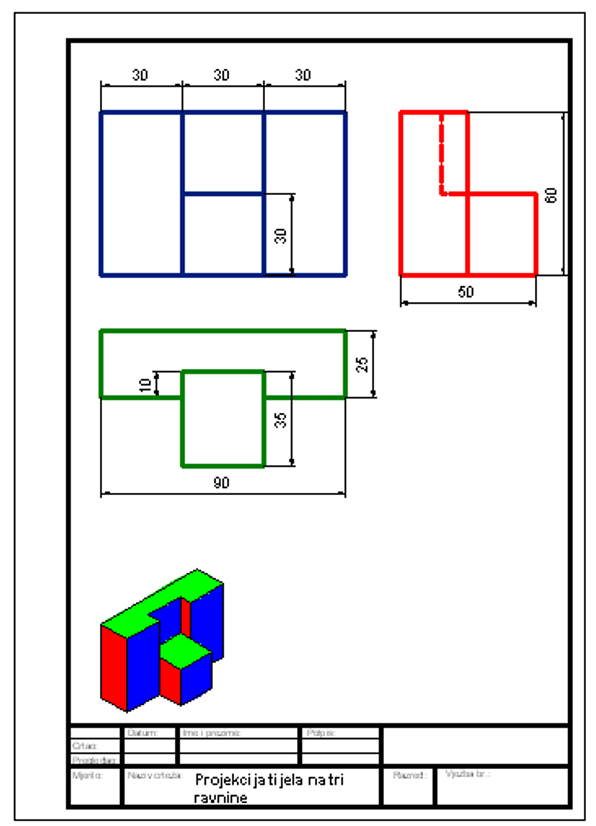 30 30 30
30
60
50
10
25
35
90
Datum: Ime i prezime: Potpis:
Crtao:
Pregledao:
Mjerilo: Naziv crteža: Projekcija tijela na tri Razred: Vježba br.:
ravnine